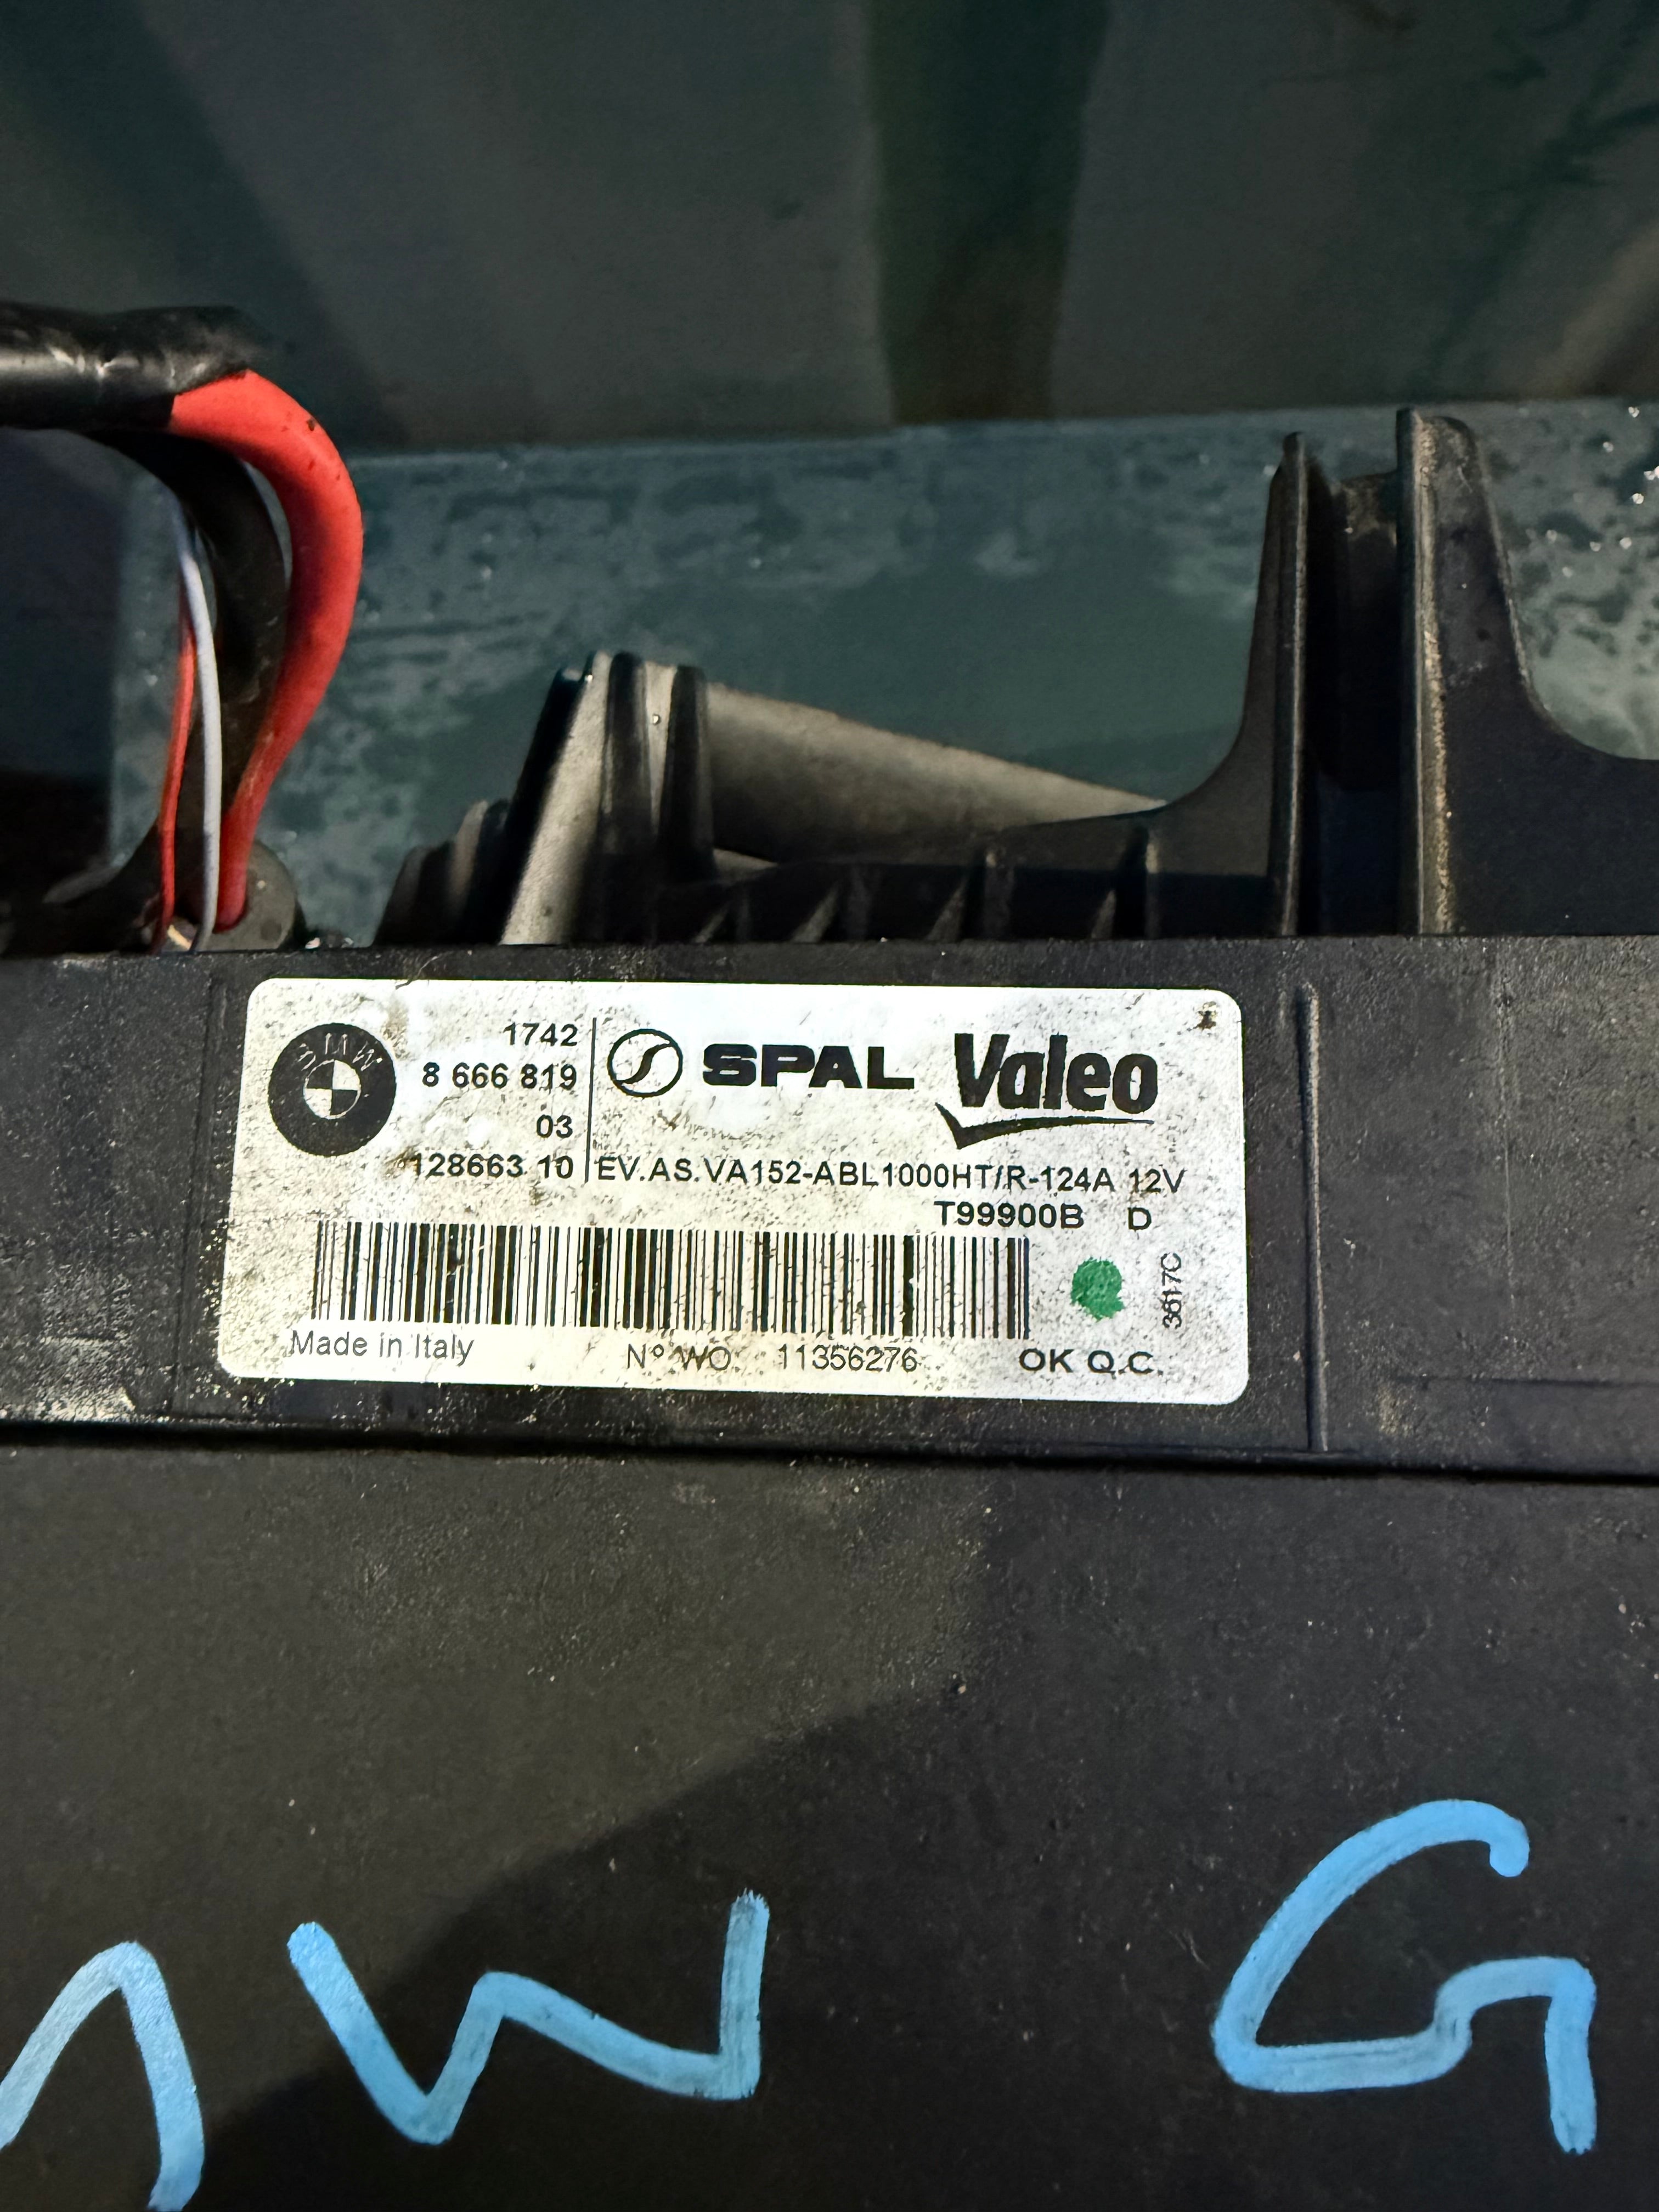 BMW
1742
8 666 819
03
128663 10
SPAL
Valeo
EV.AS.VA152-ABL1000HT/R-124A 12V
T99900B D
3617C
Made in Italy
N° WO. 11356276
OK Q.C.
MW G